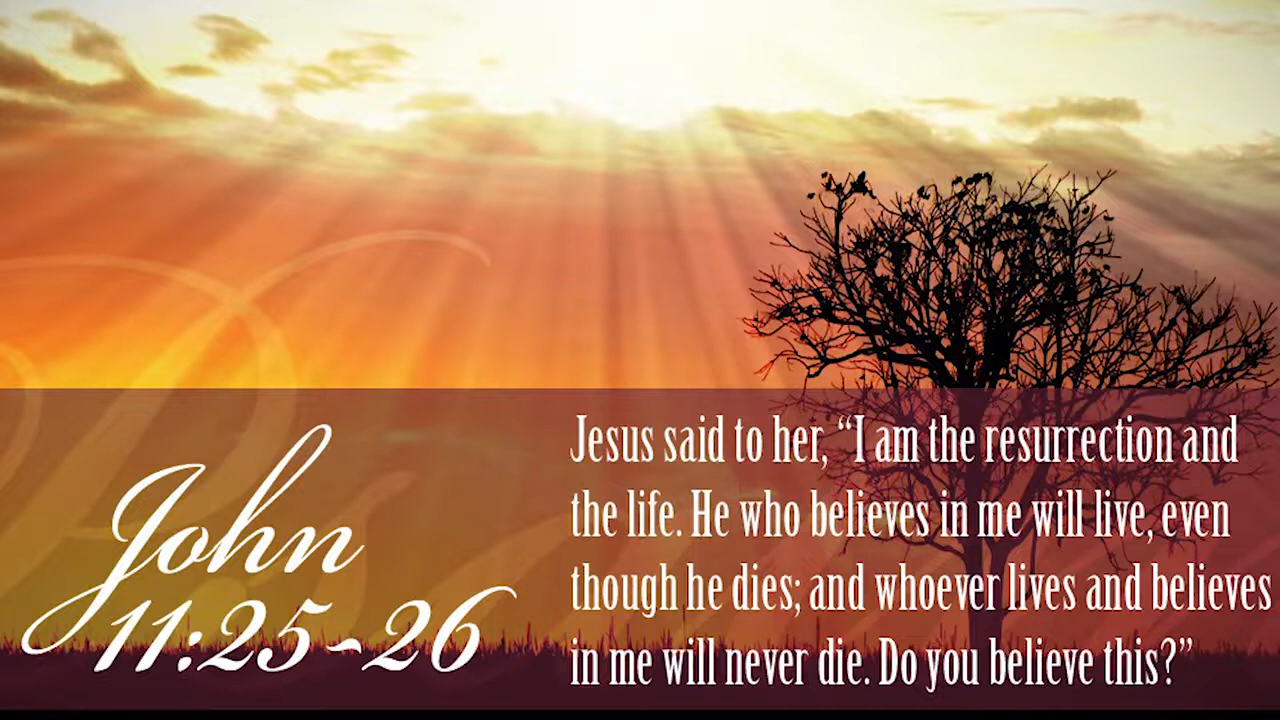 John
11:25~26
Jesus said to her, “I am the resurrection and
the life. He who believes in me will live, even
though he dies; and whoever lives and believes
in me will never die. Do you believe this?”